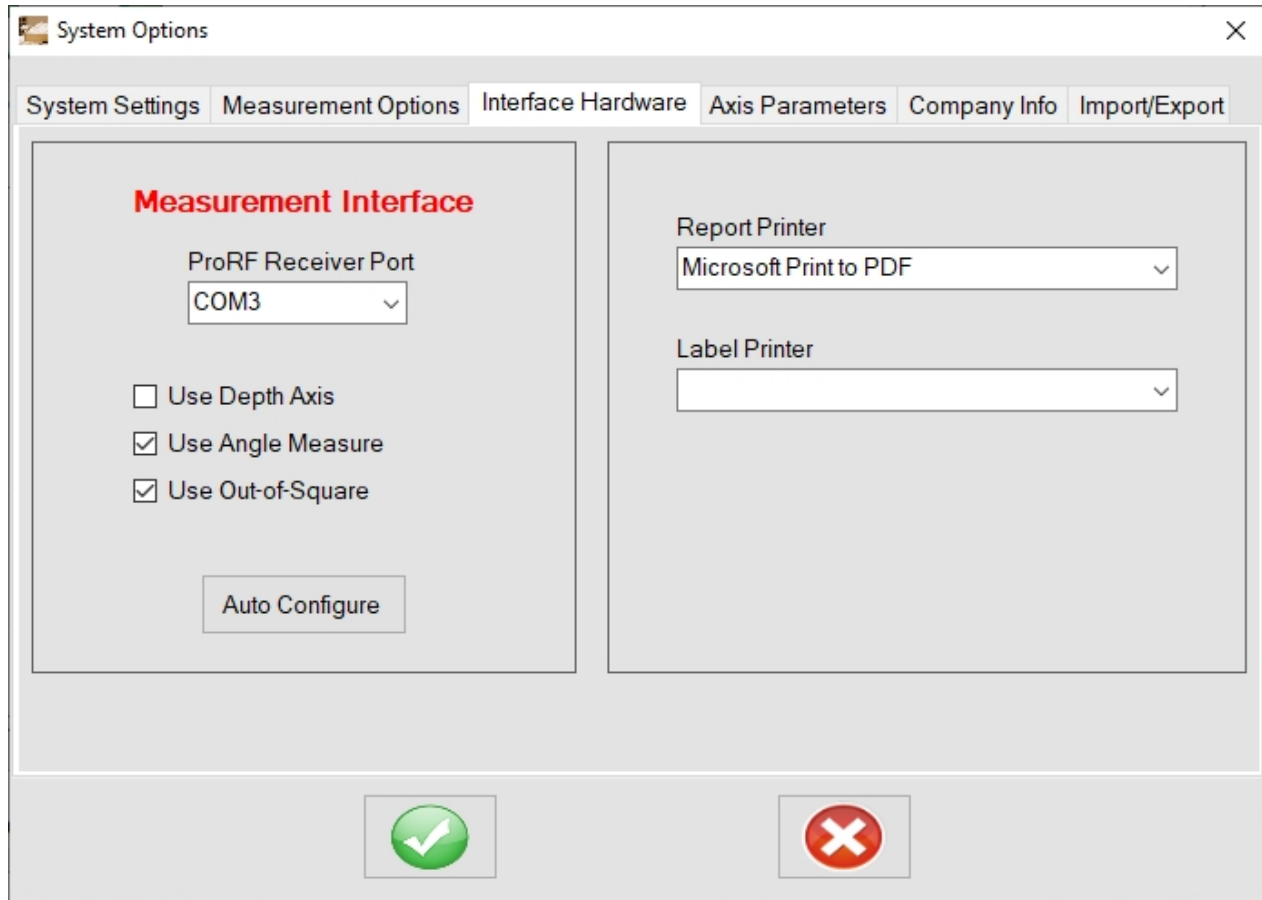 System Options
System Settings Measurement Options Interface Hardware Axis Parameters Company Info Import/Export
Measurement Interface
ProRF Receiver Port
COM3
Use Depth Axis
Use Angle Measure
Use Out-of-Square
Auto Configure
Report Printer
Microsoft Print to PDF
Label Printer